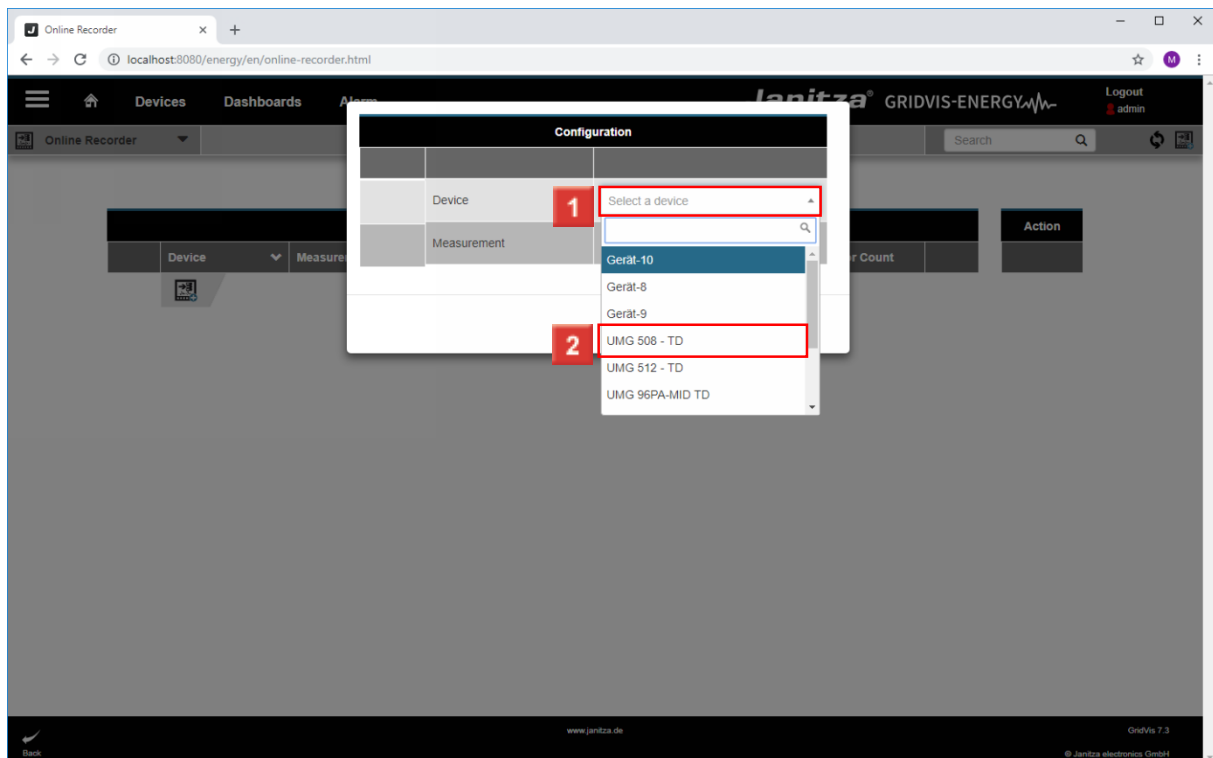 Online Recorder
localhost:8080/energy/en/online-recorder.html
M
Devices Dashboards Alarm
Janitza® GRIDVIS-ENERGY
Logout
admin
Online Recorder
Search
Configuration
Device
1
Select a device
Measurement
Action
Device
Gerät-10
Gerät-8
Gerät-9
2
UMG 508 - TD
UMG 512 - TD
UMG 96PA-MID TD
Count
www.janitza.de
GridVis 7.3
Back
© Janitza electronics GmbH